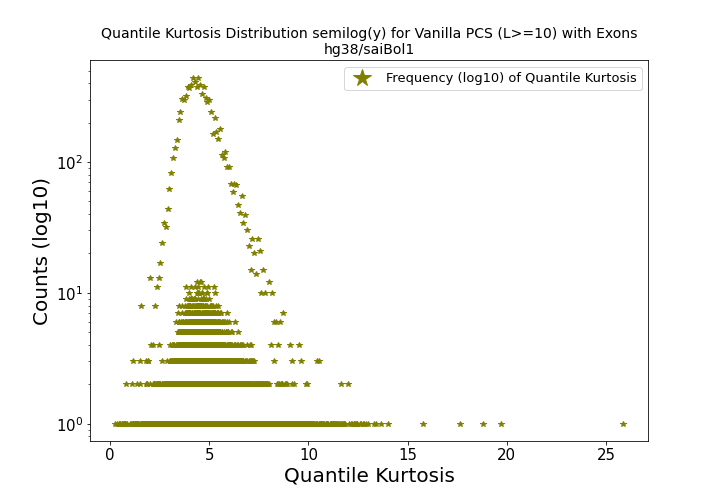 Quantile Kurtosis Distribution semilog(y) for Vanilla PCS (L>=10) with Exons
hg38/saiBol1
Frequency (log10) of Quantile Kurtosis
Counts (log10)
10²
10¹
10⁰
0 5 10 15 20 25
Quantile Kurtosis